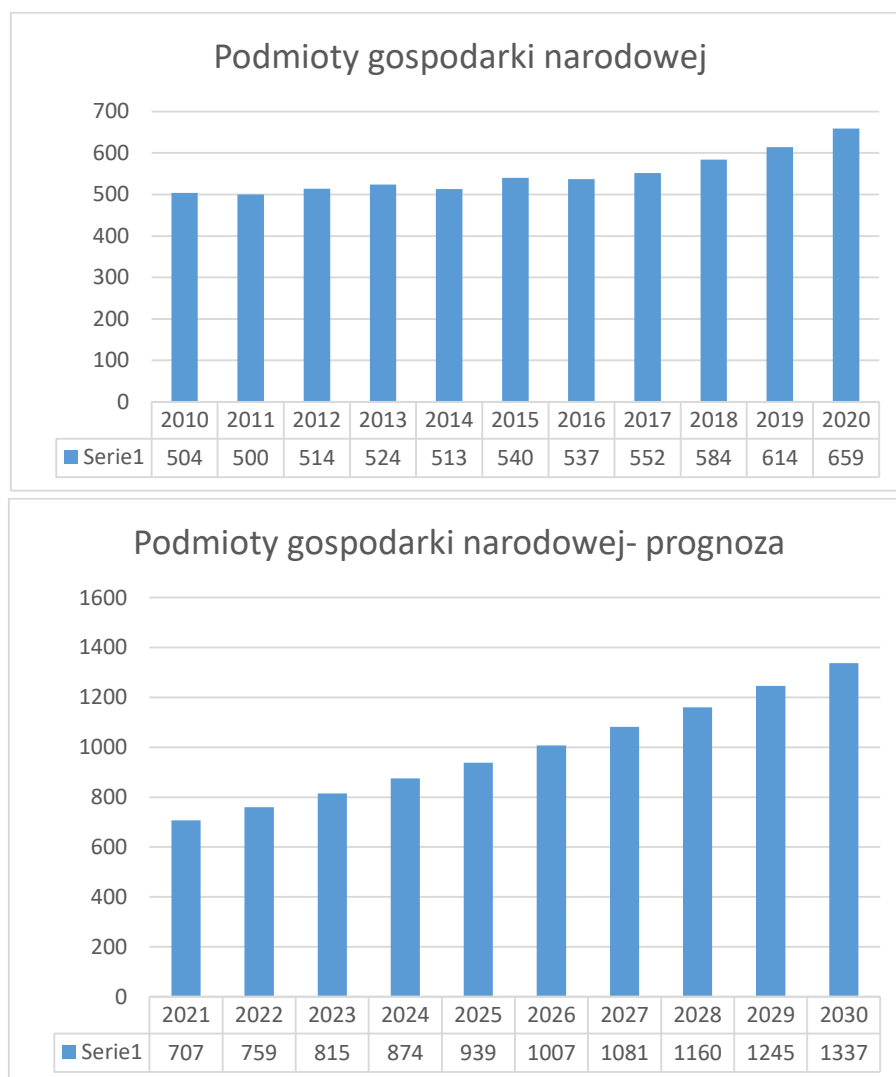 Podmioty gospodarki narodowej
700
600
500
400
300
200
100
0
2010 2011 2012 2013 2014 2015 2016 2017 2018 2019 2020
Serie1 504 500 514 524 513 540 537 552 584 614 659
Podmioty gospodarki narodowej- prognoza
1600
1400
1200
1000
800
600
400
200
0
2021 2022 2023 2024 2025 2026 2027 2028 2029 2030
Serie1 707 759 815 874 939 1007 1081 1160 1245 1337